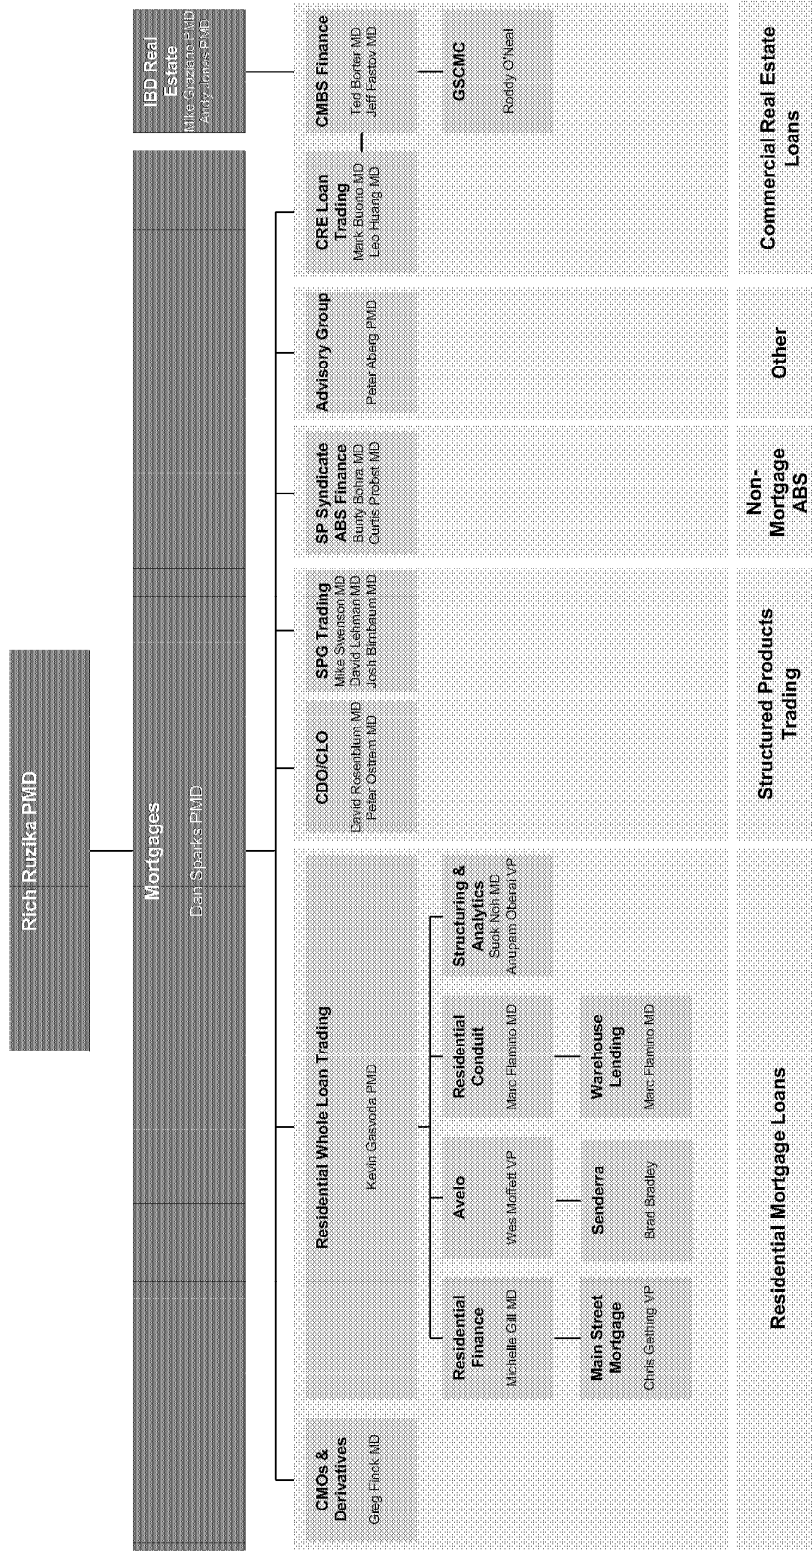 Rich Ruzika PMD
Mortgages
Dan Sparks PMD
IBD Real
Estate
Mike Graziano PMD
Andy Jones PMD
CMOs &
Derivatives
Greg Finck MD
Residential Whole Loan Trading
Kevin Gasvoda PMD
CDO/CLO
David Rosenblum MD
Peter Ostrem MD
SPG Trading
Mike Swenson MD
David Lehman MD
Josh Birnbaum MD
SP Syndicate
ABS Finance
Bunty Bohra MD
Curtis Probst MD
Advisory Group
Peter Aberg PMD
CRE Loan
Trading
Mark Buono MD
Leo Huang MD
CMBS Finance
Ted Borter MD
Jeff Fastov MD
Residential
Finance
Michelle Gill MD
Avelo
Wes Moffett VP
Residential
Conduit
Marc Flamino MD
Structuring &
Analytics
Suok Noh MD
Anupam Oberai VP
GSCMC
Roddy O'Neal
Main Street
Mortgage
Chris Gething VP
Senderra
Brad Bradley
Warehouse
Lending
Marc Flamino MD
Residential Mortgage Loans
Structured Products
Trading
Non-
Mortgage
ABS
Other
Commercial Real Estate
Loans